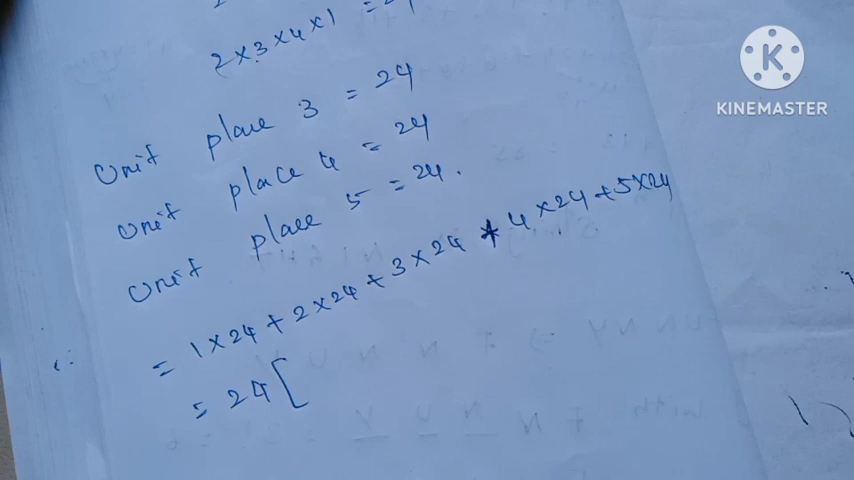 2×3×4×1 = 24
KINEMASTER
Unit place 3 = 24
Unit place 4 = 24
Unit place 5 = 24.
= 1×24 + 2×24 + 3×24 + 4×24 + 5×24
= 24 [